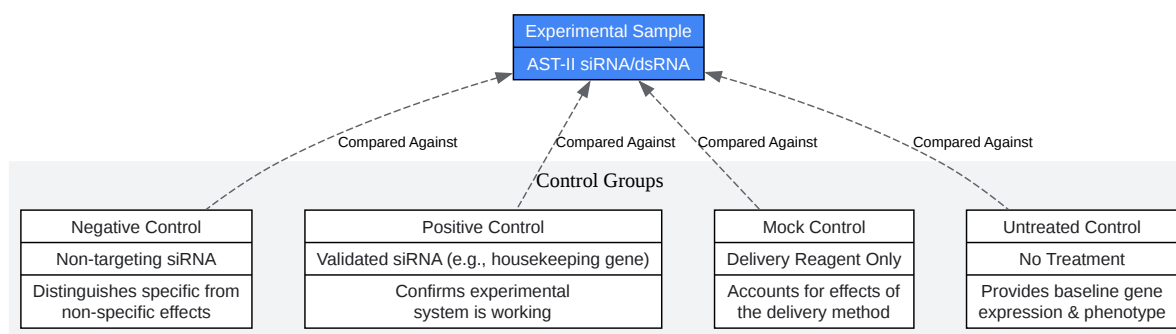 Experimental Sample
AST-II siRNA/dsRNA
Compared Against
Compared Against
Compared Against
Compared Against
Control Groups
Negative Control
Non-targeting siRNA
Distinguishes specific from
non-specific effects
Positive Control
Validated siRNA (e.g., housekeeping gene)
Confirms experimental
system is working
Mock Control
Delivery Reagent Only
Accounts for effects of
the delivery method
Untreated Control
No Treatment
Provides baseline gene
expression & phenotype